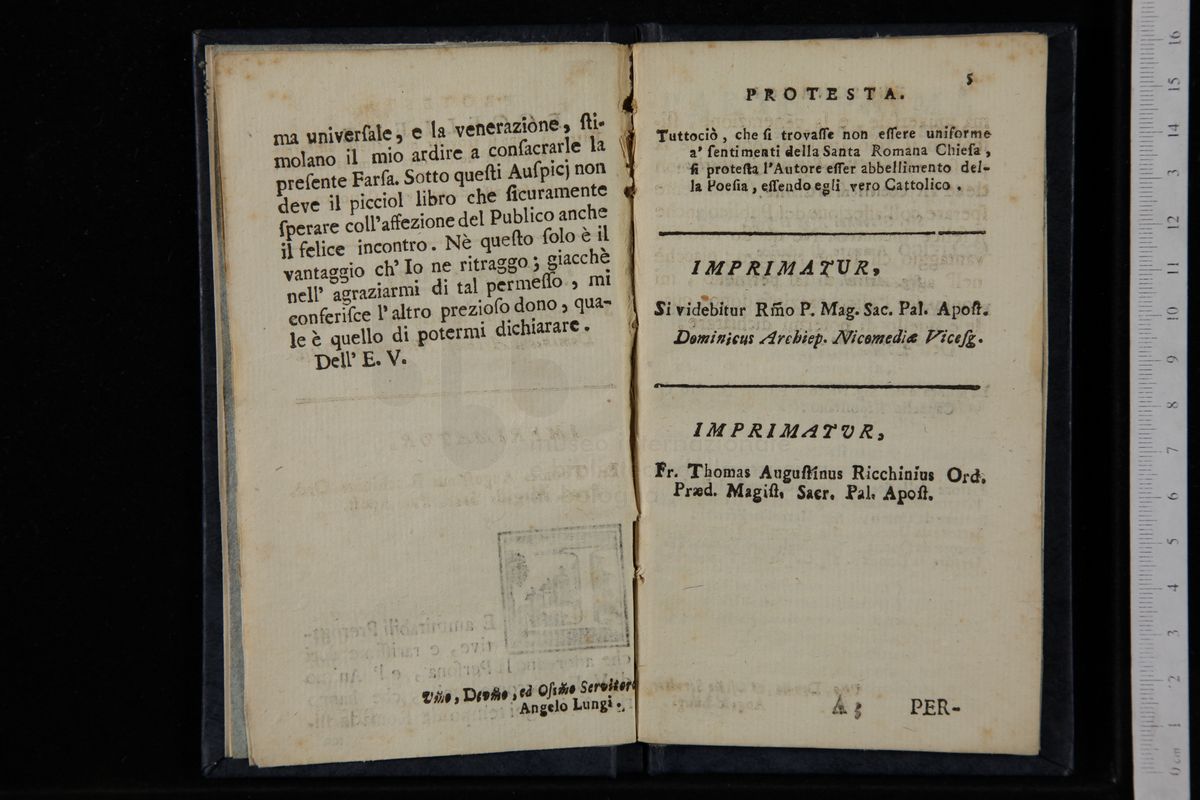 ma univerſale, e la venerazione, ſti-
molano il mio ardire a conſacrarle la
preſente Farſa. Sotto queſti Auſpicj non
deve il picciol libro che ſicuramente
ſperare coll'affezione del Publico anche
il felice incontro. Nè queſto ſolo è il
vantaggio ch' Io ne ritraggo; giacchè
nell' agraziarmi di tal permeſſo, mi
conferiſce l'altro prezioſo dono, qua-
le è quello di potermi dichiarare.
Dell' E. V.
Vm̃o, Devm̃o, ed Oſsm̃o Servitore
Angelo Lungi.
5
PROTESTA.
Tuttociò, che ſi trovaſſe non eſſere uniforme
a' ſentimenti della Santa Romana Chieſa,
ſi proteſta l'Autore eſſer abbellimento del-
la Poeſia, eſſendo egli vero Cattolico.
IMPRIMATUR,
Si videbitur Rm̃o P. Mag. Sac. Pal. Apoſt.
Dominicus Archiep. Nicomediæ Viceſg.
IMPRIMATVR,
Fr. Thomas Auguſtinus Ricchinius Ord.
Præd. Magiſt. Sacr. Pal. Apoſt.
A 3 PER-